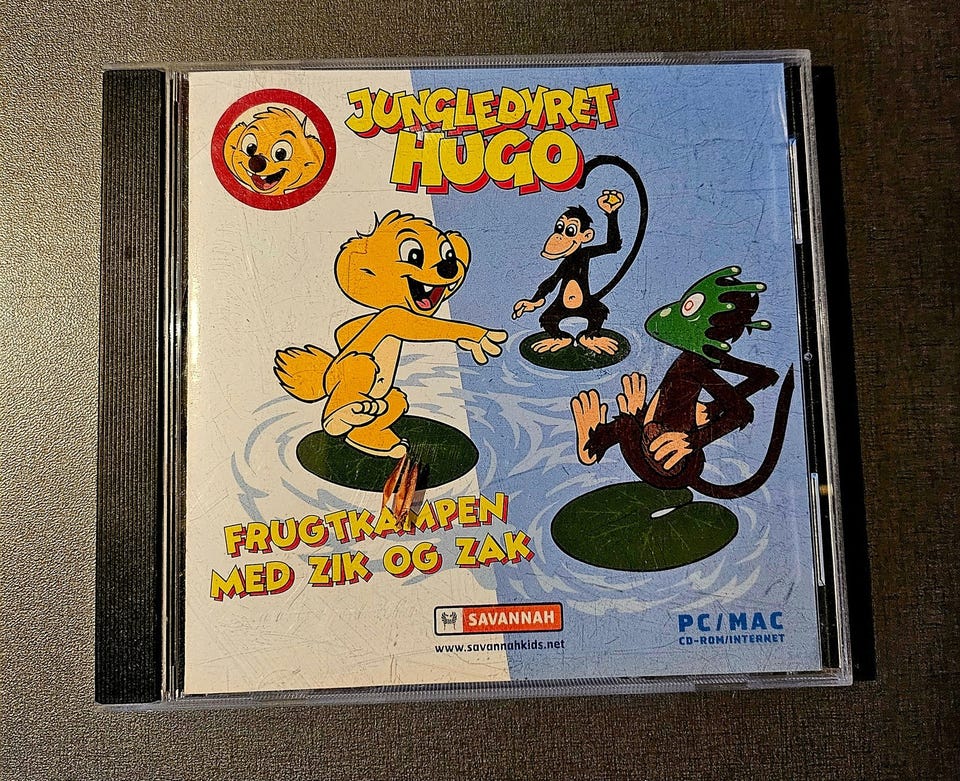 JUNGLEDYRET
HUGO
FRUGTKAMPEN
MED ZIK OG ZAK
SAVANNAH
www.savannahkids.net
PC/MAC
CD-ROM/INTERNET